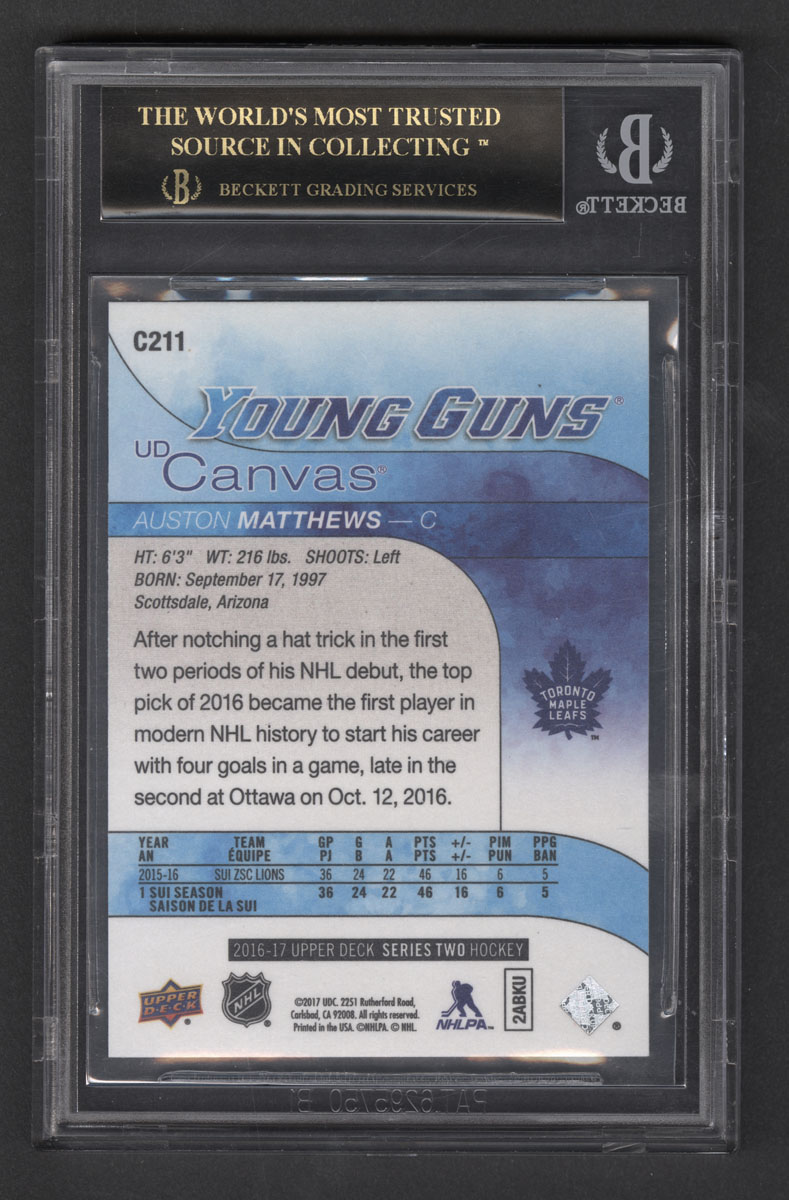 THE WORLD'S MOST TRUSTED
SOURCE IN COLLECTING ™
B BECKETT GRADING SERVICES
B
BECKETT®
C211
YOUNG GUNS®
UD
Canvas®
AUSTON MATTHEWS — C
HT: 6'3" WT: 216 lbs. SHOOTS: Left
BORN: September 17, 1997
Scottsdale, Arizona
After notching a hat trick in the first
two periods of his NHL debut, the top
pick of 2016 became the first player in
modern NHL history to start his career
with four goals in a game, late in the
second at Ottawa on Oct. 12, 2016.
TORONTO
MAPLE
LEAFS
™
YEAR TEAM GP G A PTS +/- PIM PPG
AN ÉQUIPE PJ B A PTS +/- PUN BAN
2015-16 SUI ZSC LIONS 36 24 22 46 16 6 5
1 SUI SEASON 36 24 22 46 16 6 5
SAISON DE LA SUI
2016-17 UPPER DECK SERIES TWO HOCKEY
UPPER
D·E·C·K
®
NHL
©2017 UDC. 2251 Rutherford Road,
Carlsbad, CA 92008. All rights reserved.
Printed in the USA. ©NHLPA. © NHL.
NHLPA™
2ABKU
®
PAT 6295750 B1